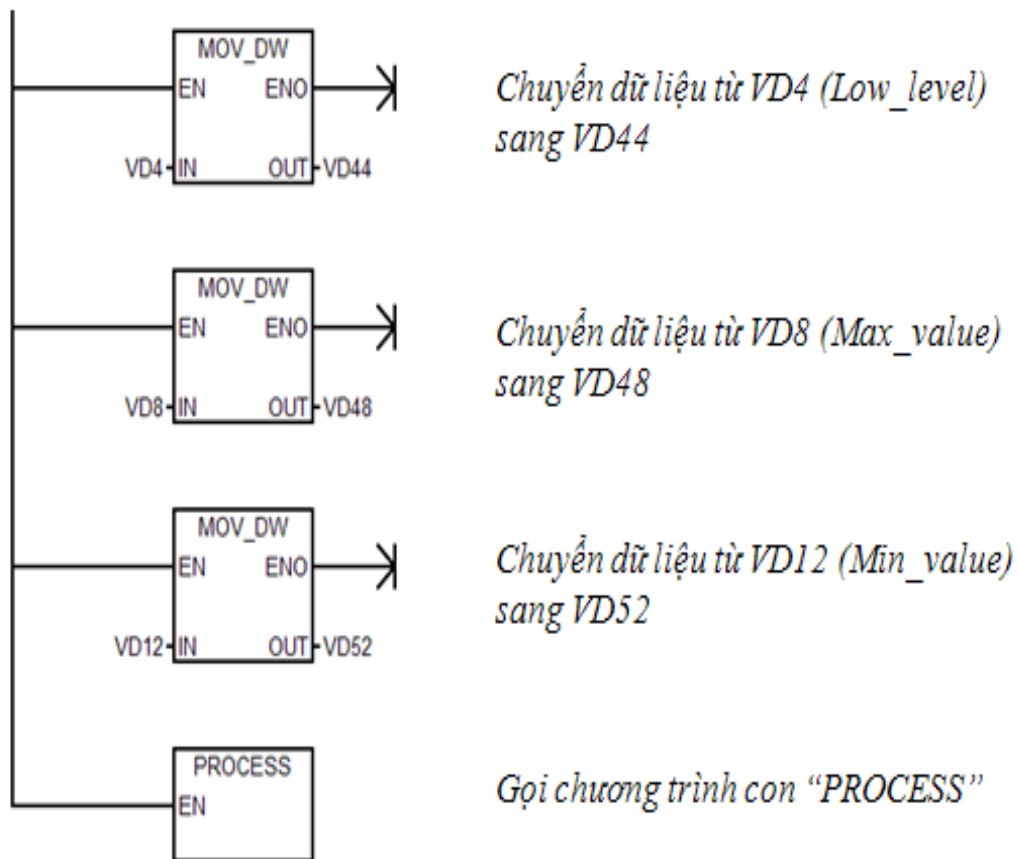 MOV_DW
EN ENO
VD4 IN OUT VD44
Chuyển dữ liệu từ VD4 (Low_level)
sang VD44
MOV_DW
EN ENO
VD8 IN OUT VD48
Chuyển dữ liệu từ VD8 (Max_value)
sang VD48
MOV_DW
EN ENO
VD12 IN OUT VD52
Chuyển dữ liệu từ VD12 (Min_value)
sang VD52
PROCESS
EN
Gọi chương trình con “PROCESS”